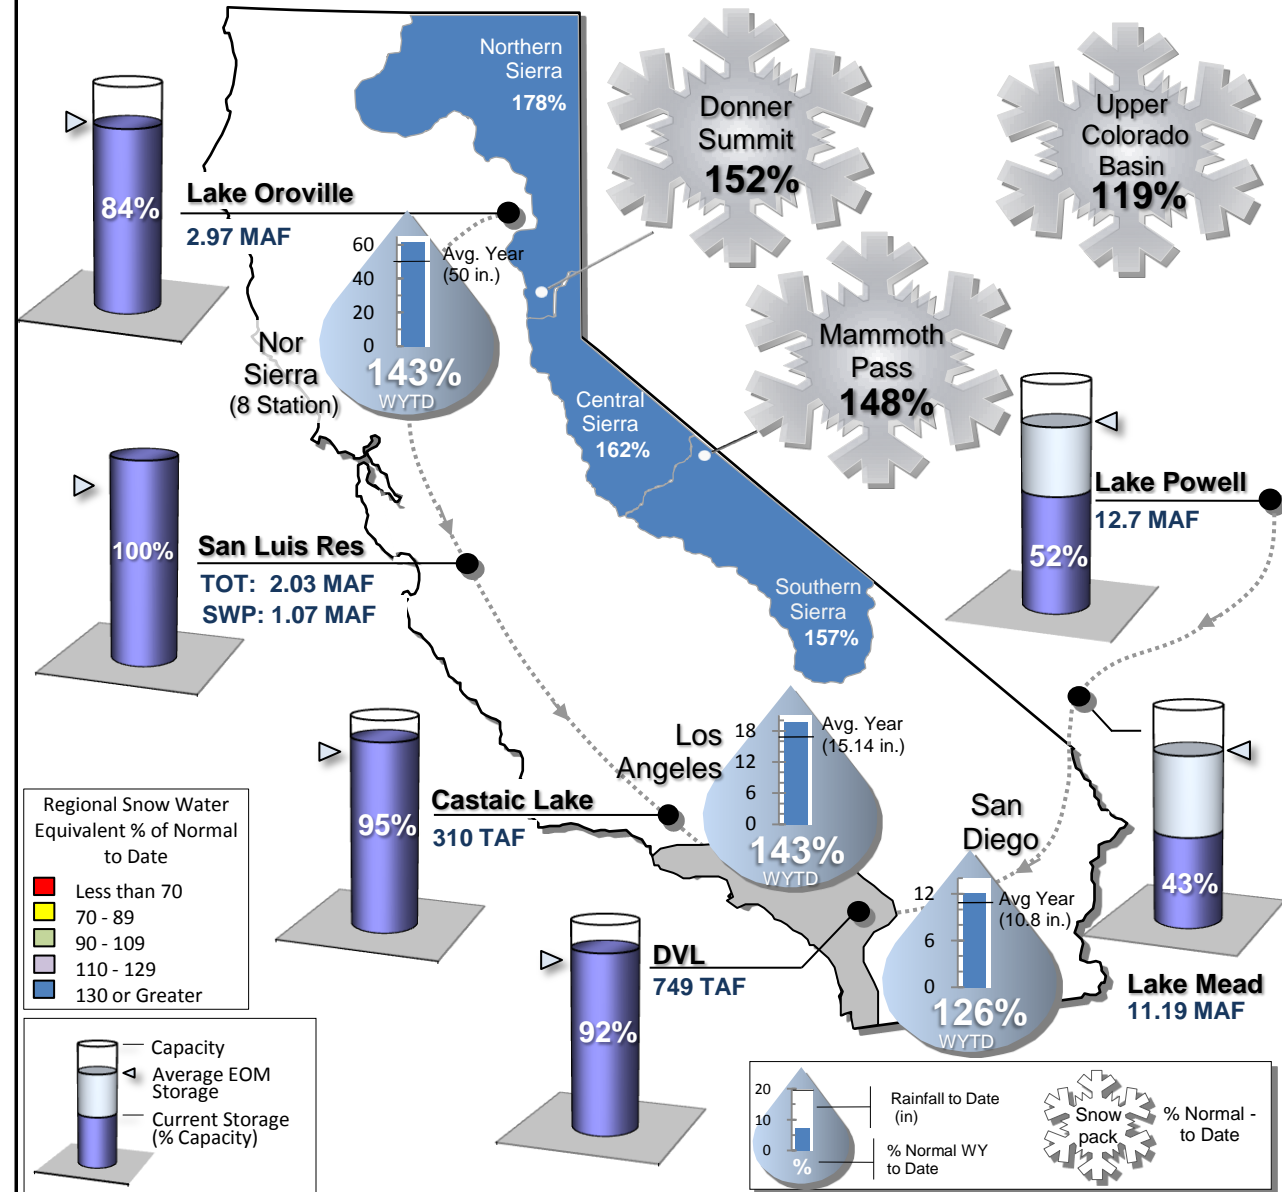 Northern
Sierra
178%
Donner
Summit
152%
Upper
Colorado
Basin
119%
84%
Lake Oroville
2.97 MAF
60
40
20
0
Avg. Year
(50 in.)
143%
WYTD
Nor
Sierra
(8 Station)
Mammoth
Pass
148%
Central
Sierra
162%
52%
Lake Powell
12.7 MAF
100%
San Luis Res
TOT: 2.03 MAF
SWP: 1.07 MAF
Southern
Sierra
157%
Los
Angeles
18
12
6
0
Avg. Year
(15.14 in.)
143%
WYTD
95%
Castaic Lake
310 TAF
San
Diego
12
6
0
Avg Year
(10.8 in.)
126%
WYTD
43%
Lake Mead
11.19 MAF
92%
DVL
749 TAF
Regional Snow Water
Equivalent % of Normal
to Date
Less than 70
70 - 89
90 - 109
110 - 129
130 or Greater
Capacity
Average EOM
Storage
Current Storage
(% Capacity)
20
10
0
%
Rainfall to Date
(in)
% Normal WY
to Date
Snow
pack
% Normal -
to Date